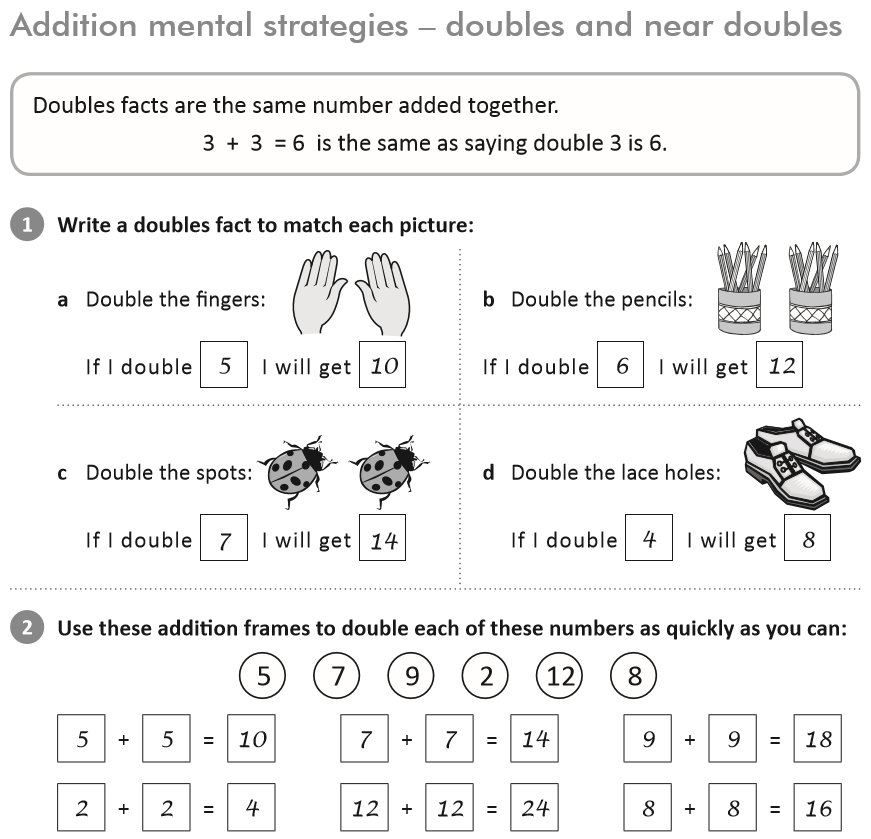 Addition mental strategies – doubles and near doubles
Doubles facts are the same number added together.
3 + 3 = 6 is the same as saying double 3 is 6.
1 Write a doubles fact to match each picture:
a Double the fingers:
If I double 5 I will get 10
b Double the pencils:
If I double 6 I will get 12
c Double the spots:
If I double 7 I will get 14
d Double the lace holes:
If I double 4 I will get 8
2 Use these addition frames to double each of these numbers as quickly as you can:
5 7 9 2 12 8
5 + 5 = 10 7 + 7 = 14 9 + 9 = 18
2 + 2 = 4 12 + 12 = 24 8 + 8 = 16